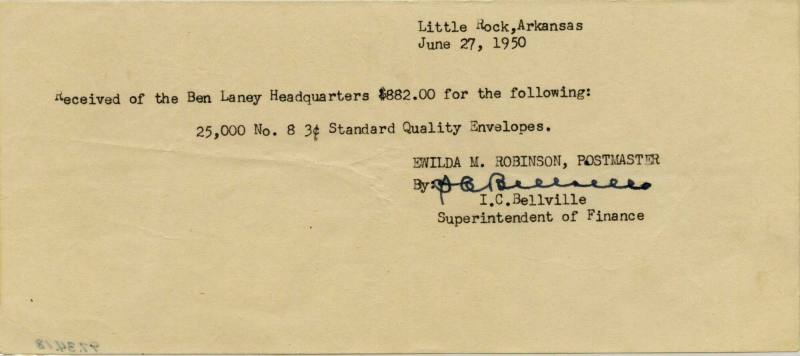 Little Rock,Arkansas
June 27, 1950
Received of the Ben Laney Headquarters $882.00 for the following:
25,000 No. 8 3¢ Standard Quality Envelopes.
EWILDA M. ROBINSON, POSTMASTER
By:
I.C.Bellville
Superintendent of Finance